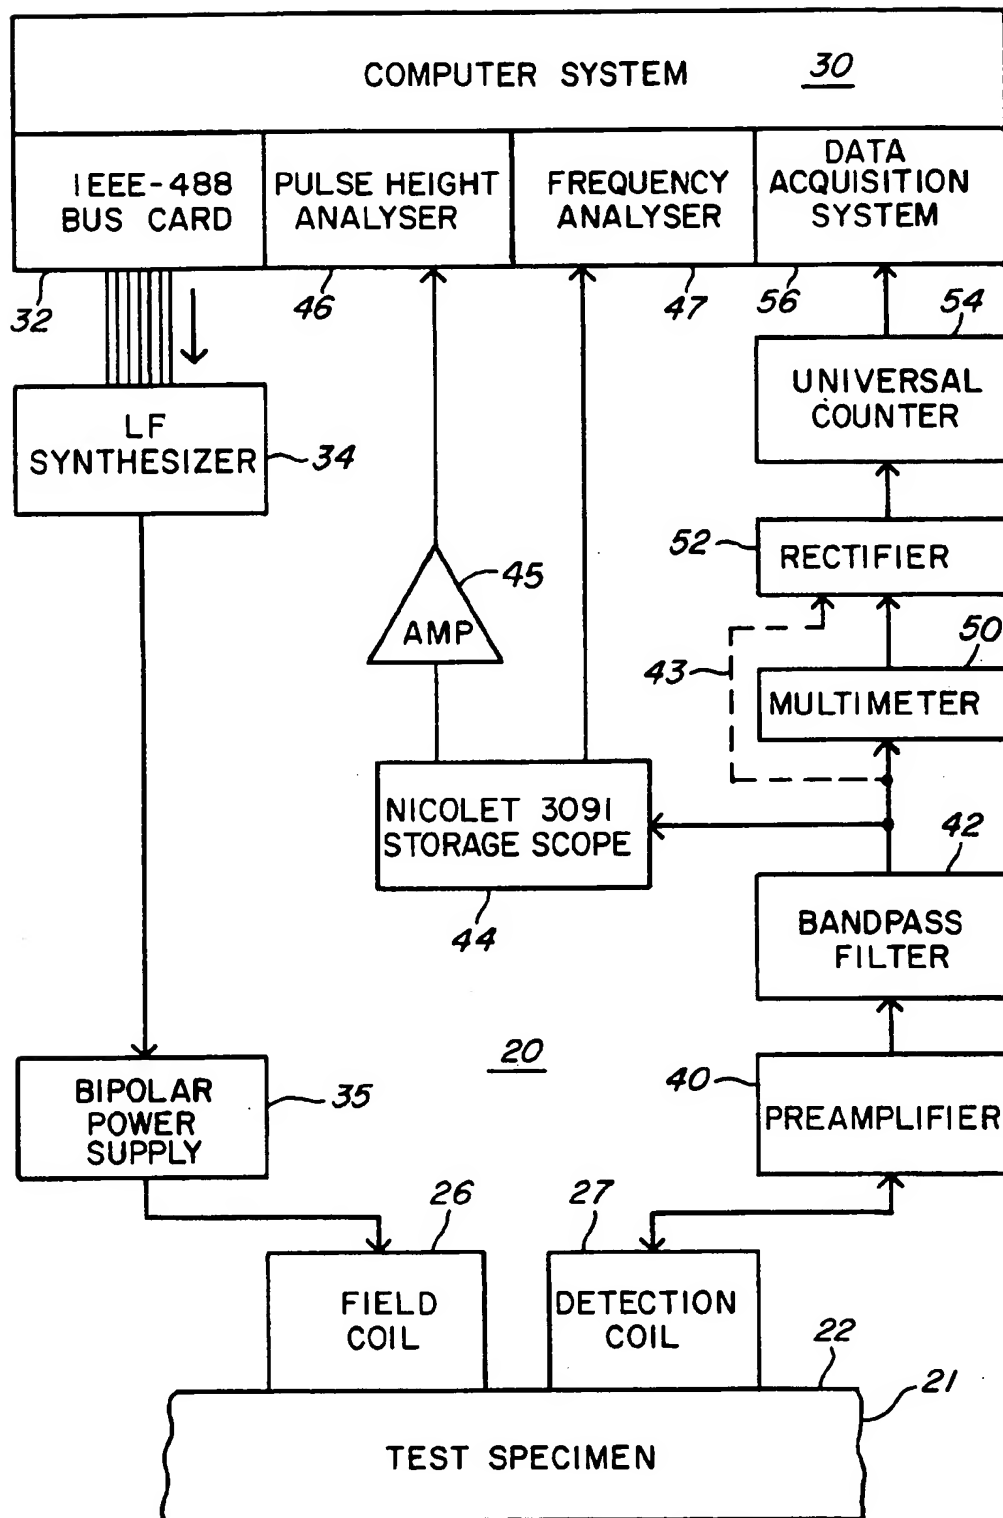 COMPUTER SYSTEM 30
IEEE-488
BUS CARD
PULSE HEIGHT
ANALYSER
FREQUENCY
ANALYSER
DATA
ACQUISITION
SYSTEM
32
46
47
56
54
LF
SYNTHESIZER
34
UNIVERSAL
COUNTER
52
RECTIFIER
45
AMP
43
50
MULTIMETER
NICOLET 3091
STORAGE SCOPE
44
42
BANDPASS
FILTER
20
BIPOLAR
POWER
SUPPLY
35
40
PREAMPLIFIER
26
27
FIELD
COIL
DETECTION
COIL
22
21
TEST SPECIMEN